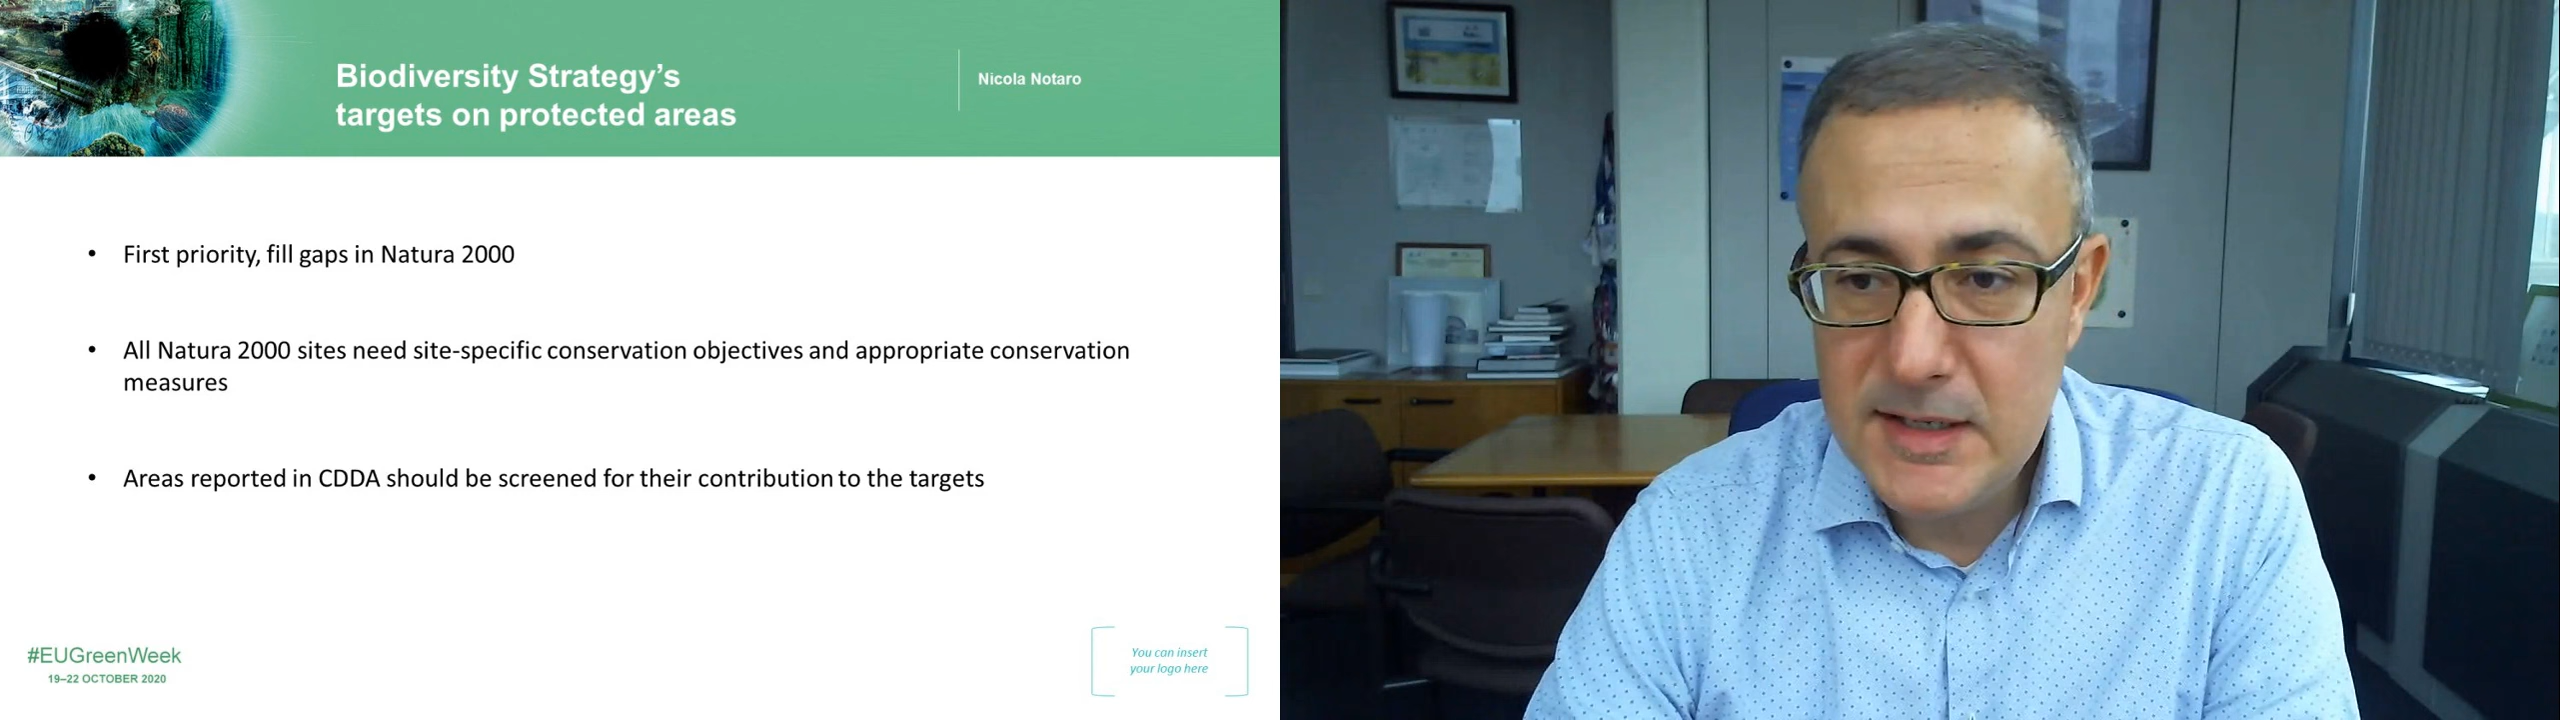 Biodiversity Strategy’s
targets on protected areas
Nicola Notaro
• First priority, fill gaps in Natura 2000
• All Natura 2000 sites need site-specific conservation objectives and appropriate conservation
measures
• Areas reported in CDDA should be screened for their contribution to the targets
#EUGreenWeek
19–22 OCTOBER 2020
You can insert
your logo here